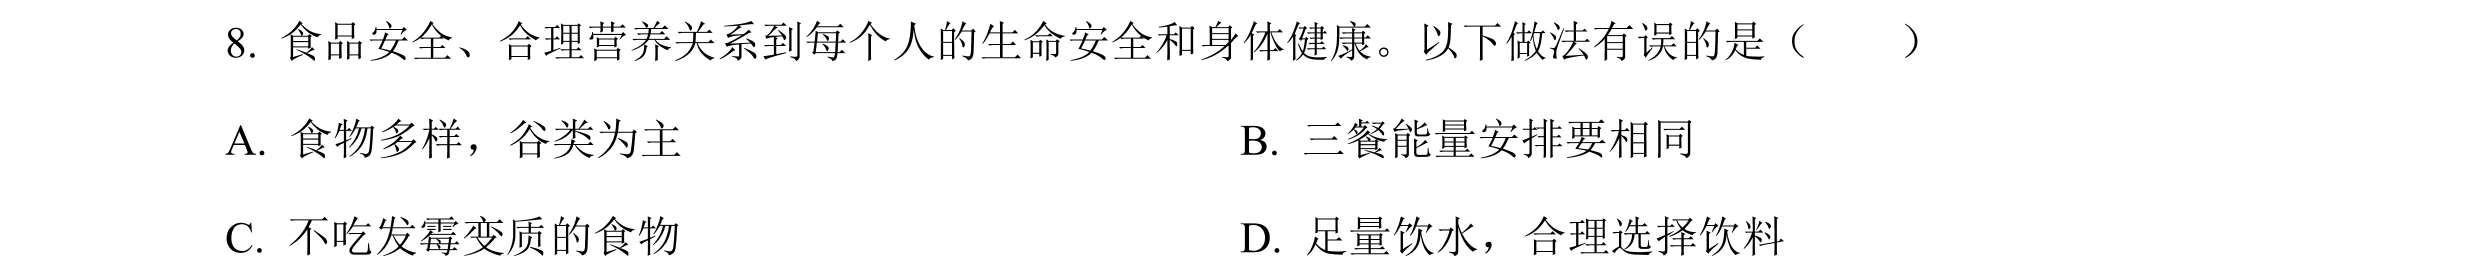 8. 食品安全、合理营养关系到每个人的生命安全和身体健康。以下做法有误的是（　　）
A. 食物多样，谷类为主　　B. 三餐能量安排要相同
C. 不吃发霉变质的食物　　D. 足量饮水，合理选择饮料